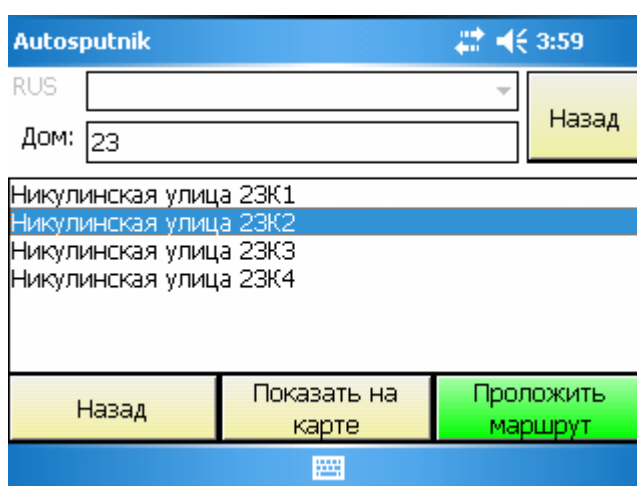 Autosputnik 3:59
RUS
Назад
Дом: 23
Никулинская улица 23К1
Никулинская улица 23К2
Никулинская улица 23К3
Никулинская улица 23К4
Назад
Показать на
карте
Проложить
маршрут